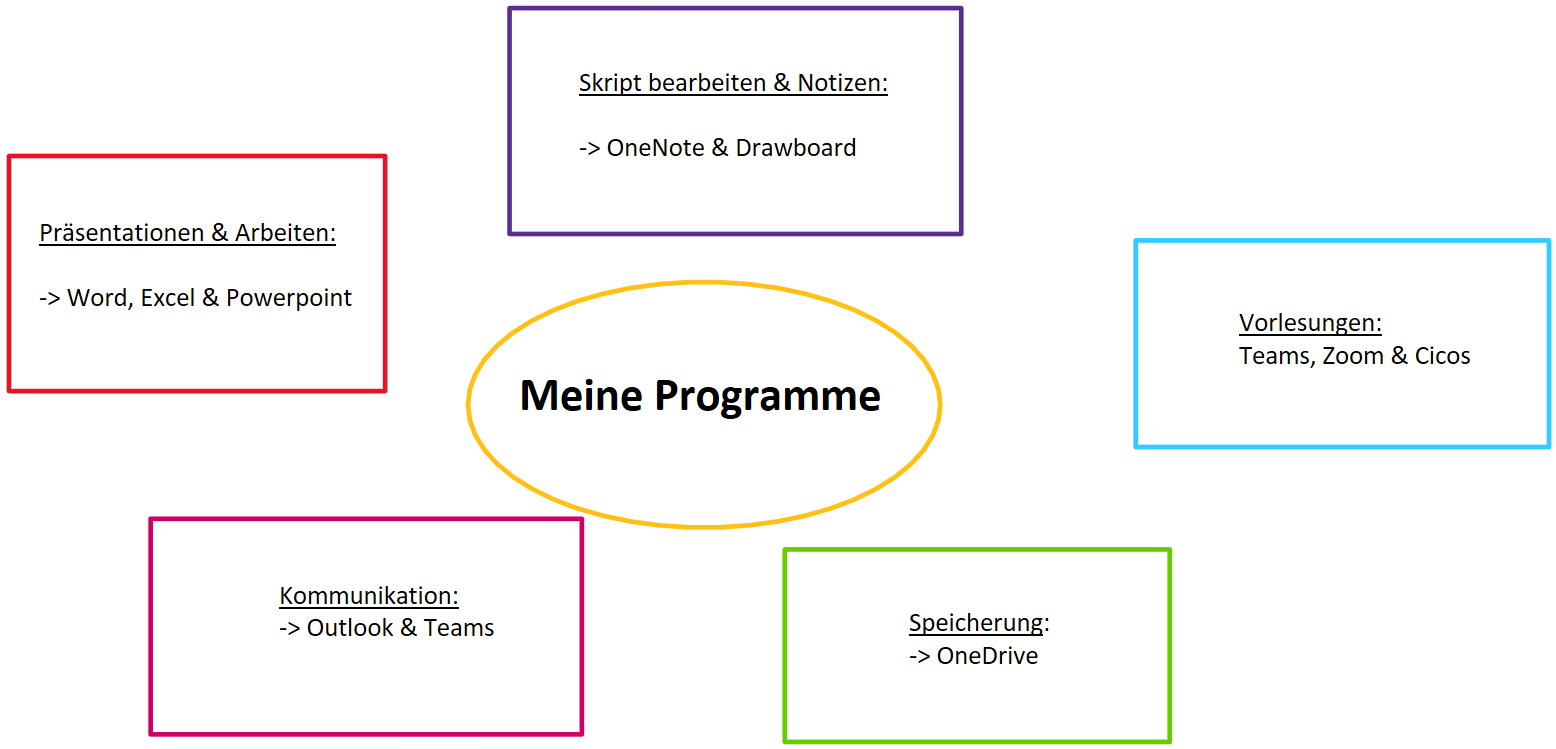 Skript bearbeiten & Notizen:
-> OneNote & Drawboard
Präsentationen & Arbeiten:
-> Word, Excel & Powerpoint
Vorlesungen:
Teams, Zoom & Cicos
Meine Programme
Kommunikation:
-> Outlook & Teams
Speicherung:
-> OneDrive